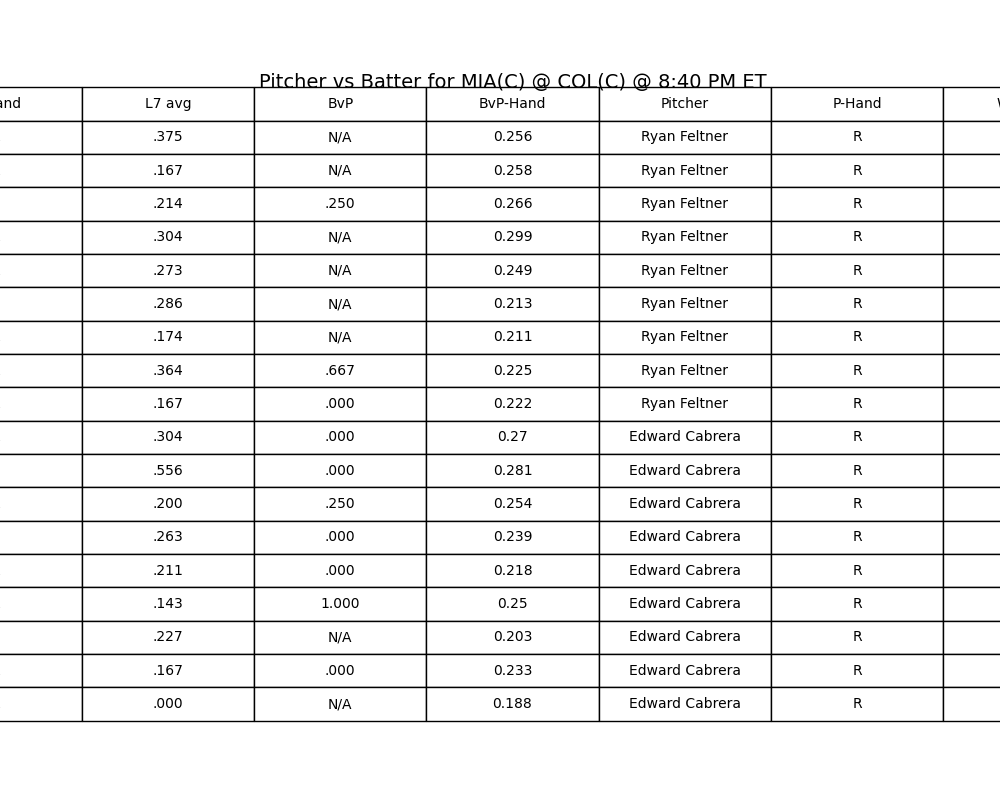 Pitcher vs Batter for MIA(C) @ COL(C) @ 8:40 PM ET
L7 avg BvP BvP-Hand Pitcher P-Hand
.375 N/A 0.256 Ryan Feltner R
.167 N/A 0.258 Ryan Feltner R
.214 .250 0.266 Ryan Feltner R
.304 N/A 0.299 Ryan Feltner R
.273 N/A 0.249 Ryan Feltner R
.286 N/A 0.213 Ryan Feltner R
.174 N/A 0.211 Ryan Feltner R
.364 .667 0.225 Ryan Feltner R
.167 .000 0.222 Ryan Feltner R
.304 .000 0.27 Edward Cabrera R
.556 .000 0.281 Edward Cabrera R
.200 .250 0.254 Edward Cabrera R
.263 .000 0.239 Edward Cabrera R
.211 .000 0.218 Edward Cabrera R
.143 1.000 0.25 Edward Cabrera R
.227 N/A 0.203 Edward Cabrera R
.167 .000 0.233 Edward Cabrera R
.000 N/A 0.188 Edward Cabrera R